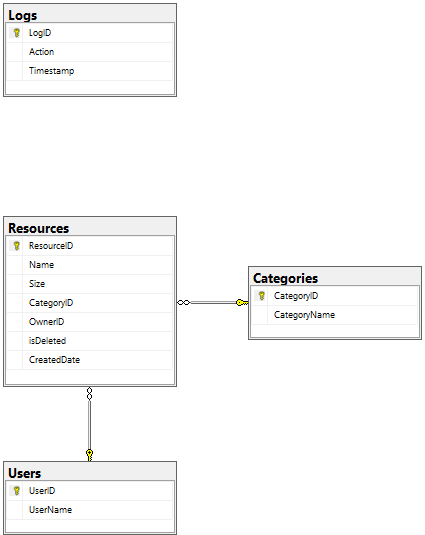 Logs
LogID
Action
Timestamp
Resources
ResourceID
Name
Size
CategoryID
OwnerID
isDeleted
CreatedDate
Categories
CategoryID
CategoryName
Users
UserID
UserName